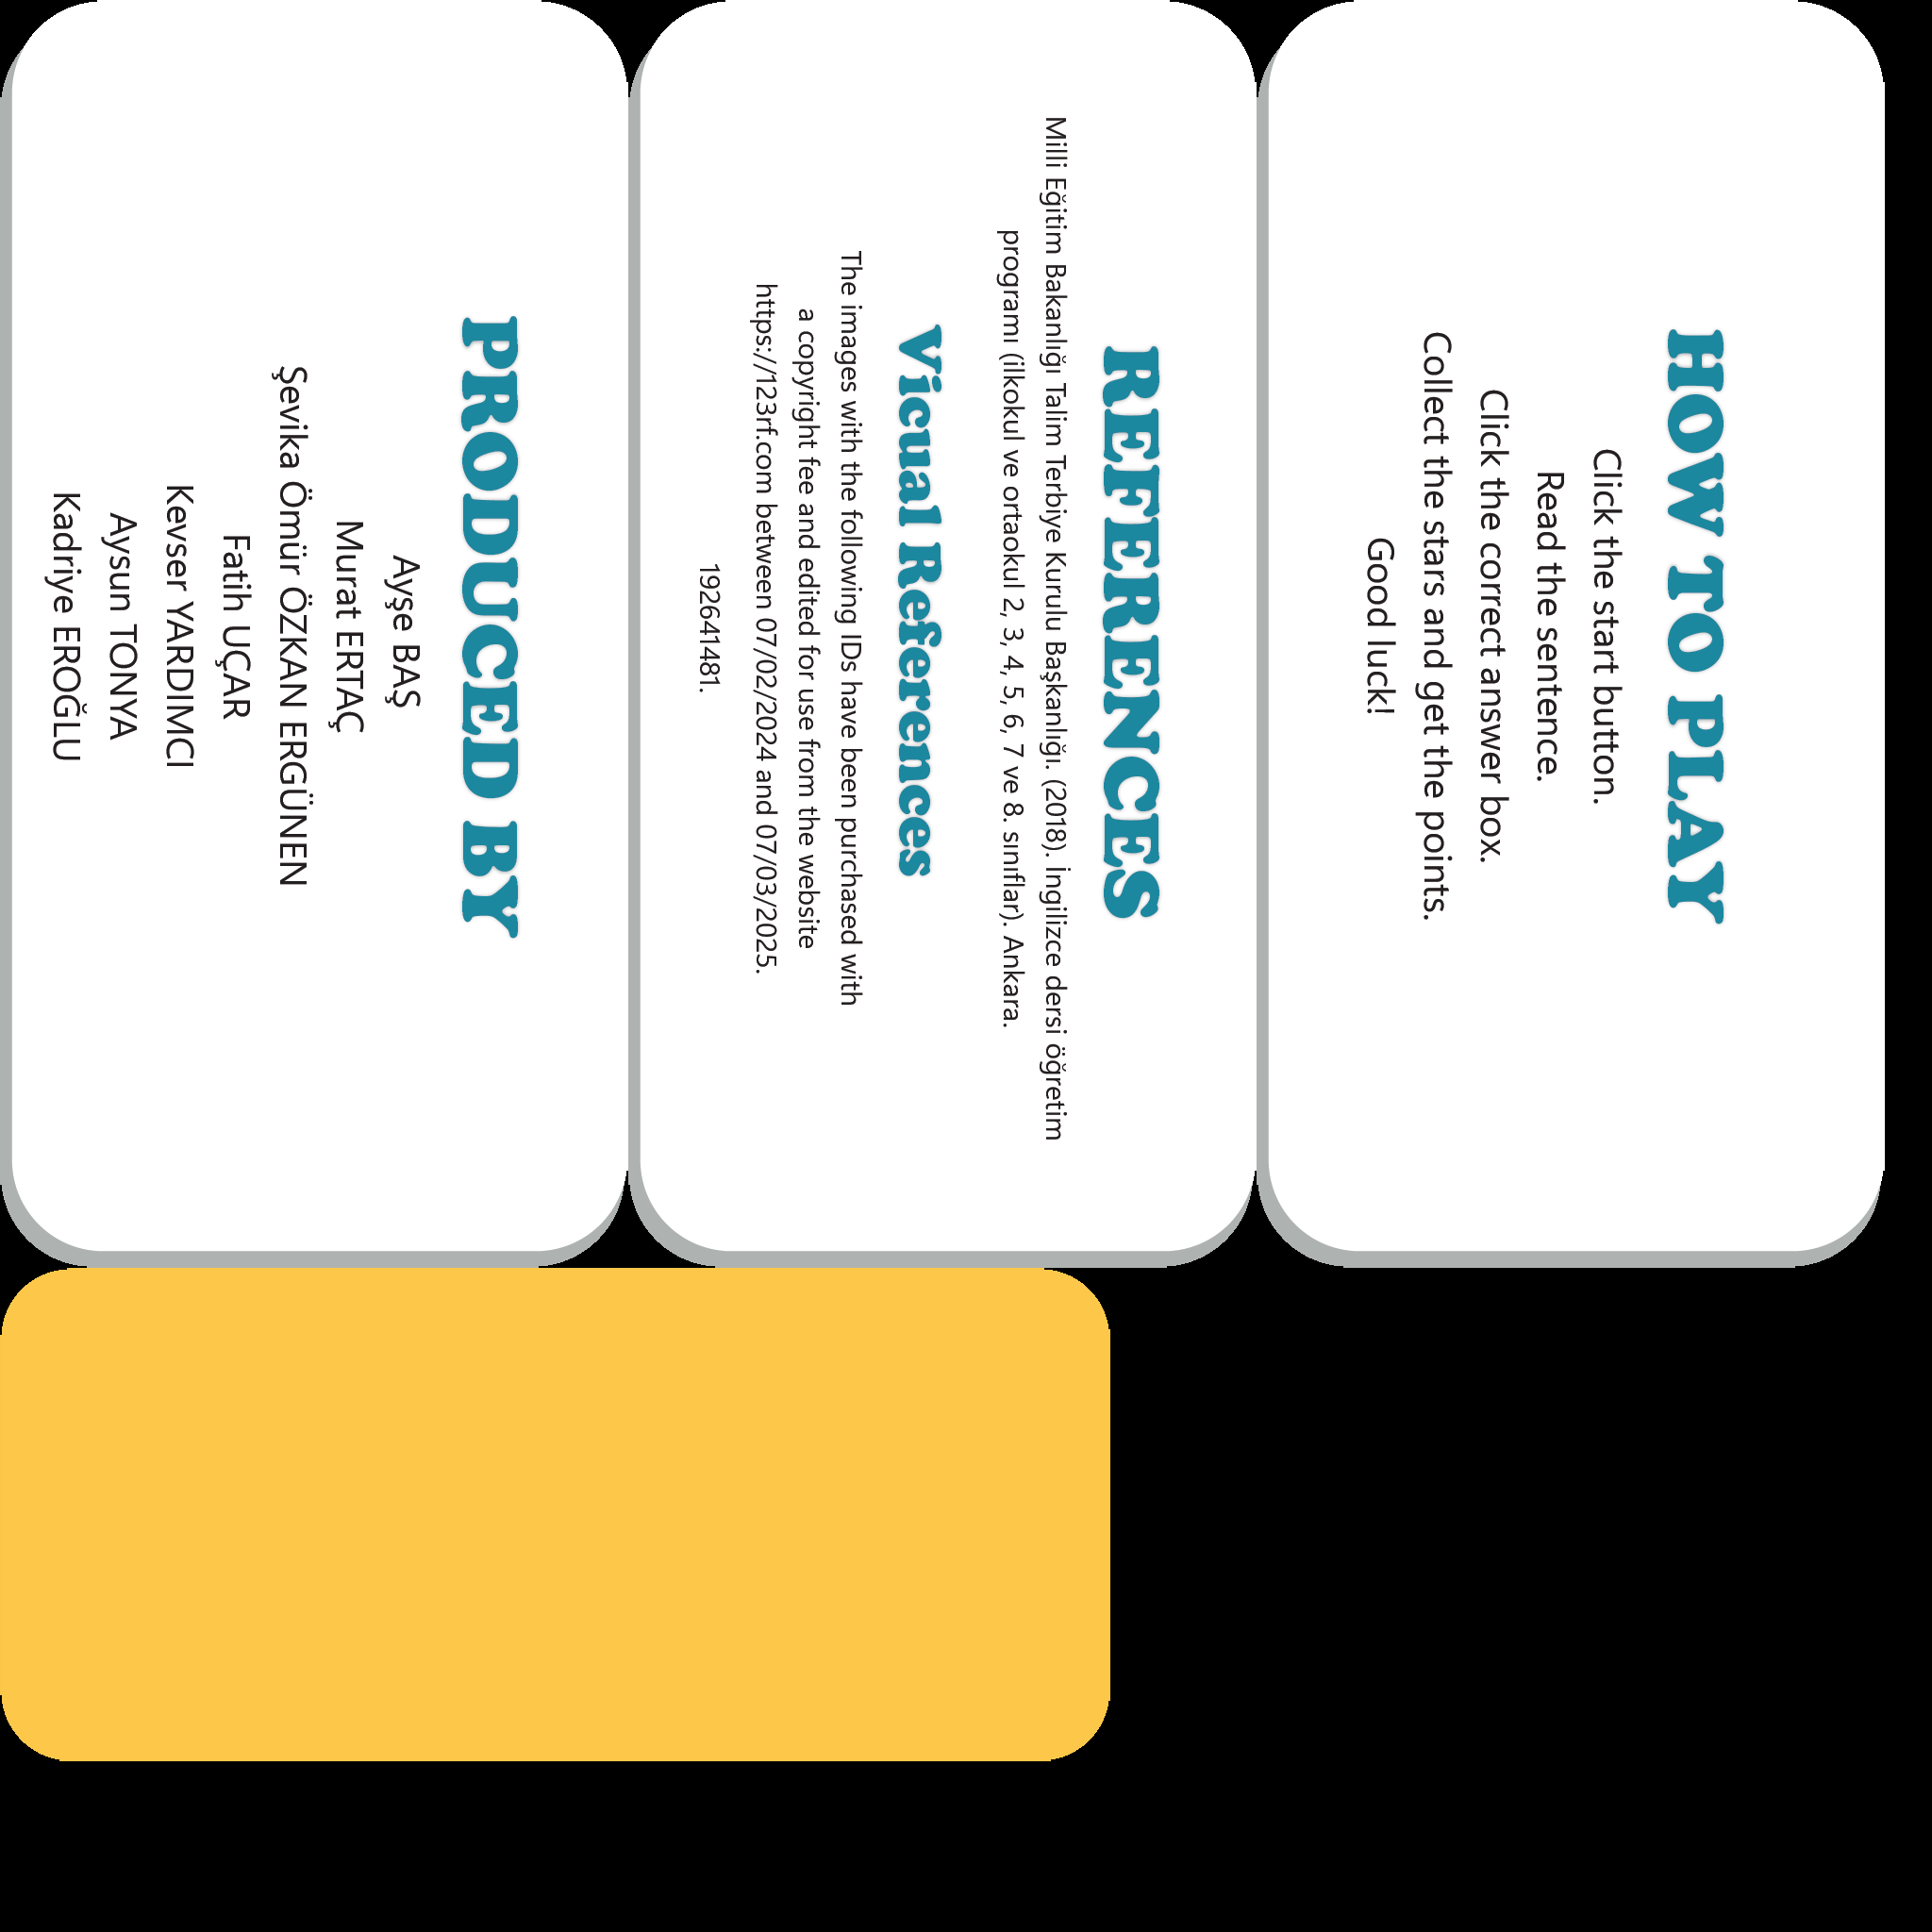 HOW TO PLAY
Click the start button.
Read the sentence.
Click the correct answer box.
Collect the stars and get the points.
Good luck!
REFERENCES
Milli Eğitim Bakanlığı Talim Terbiye Kurulu Başkanlığı. (2018). İngilizce dersi öğretim
programı (ilkokul ve ortaokul 2, 3, 4, 5, 6, 7 ve 8. sınıflar). Ankara.
Vicual References
The images with the following IDs have been purchased with
a copyright fee and edited for use from the website
https://123rf.com between 07/02/2024 and 07/03/2025.
192641481.
PRODUCED BY
Ayşe BAŞ
Murat ERTAÇ
Şevika Ömür ÖZKAN ERGÜNEN
Fatih UÇAR
Kevser YARDIMCI
Aysun TONYA
Kadriye EROĞLU